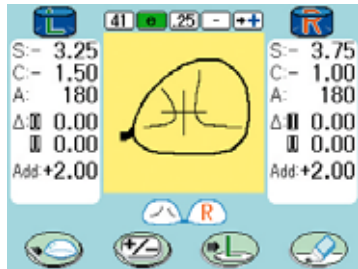 L 41 e .25 - ++ R
S:- 3.25
C:- 1.50
A: 180
Δ: 0.00
0.00
Add:+2.00
S:- 3.75
C:- 1.00
A: 180
Δ: 0.00
0.00
Add:+2.00
R
+/- L